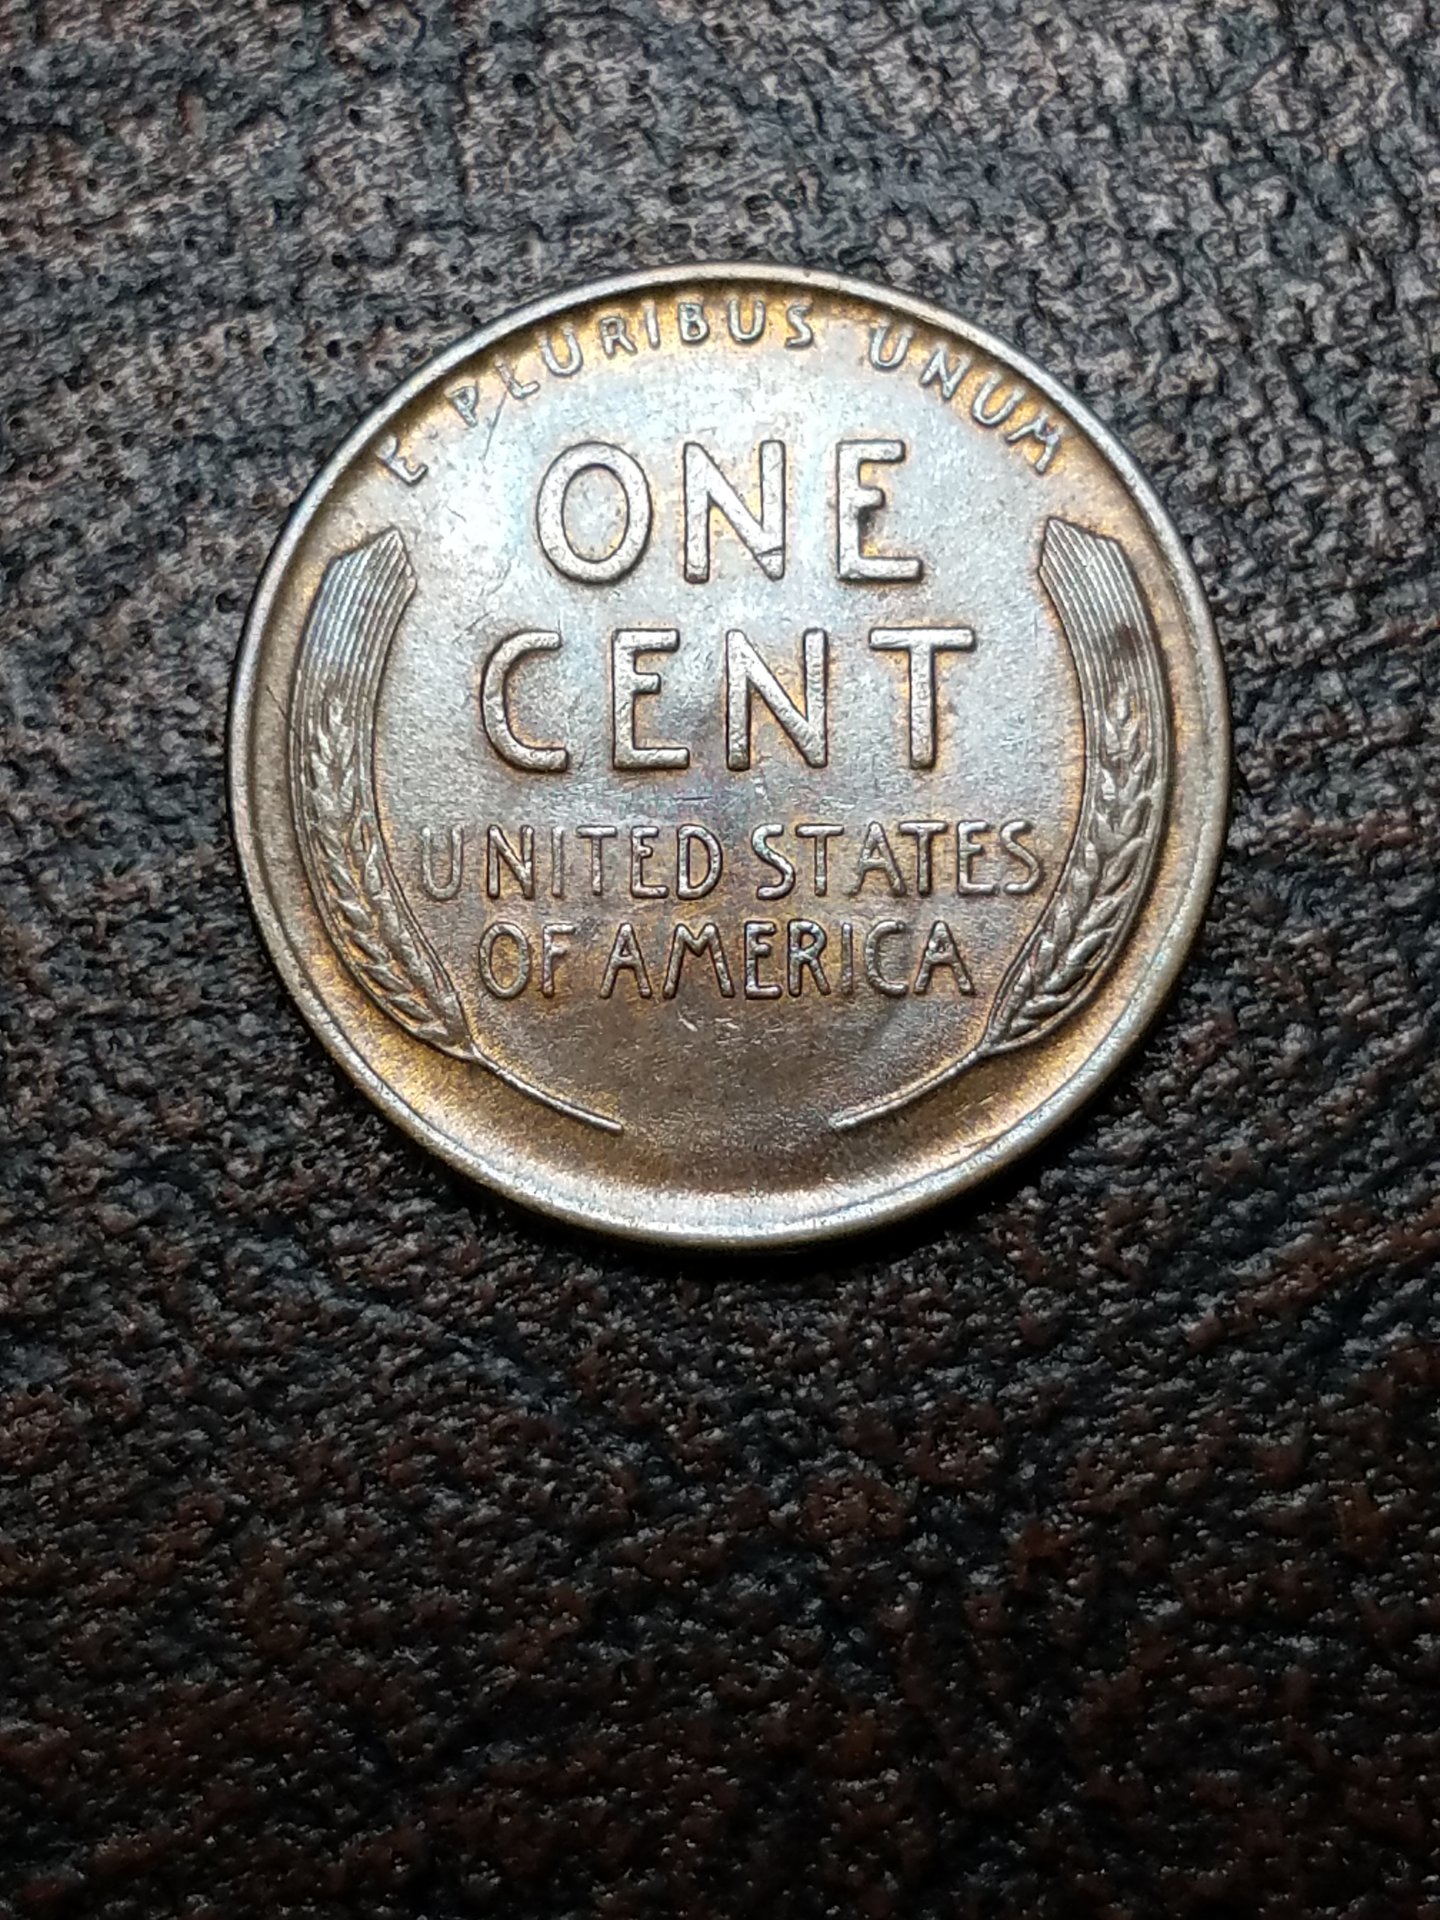 E PLURIBUS UNUM
ONE
CENT
UNITED STATES
OF AMERICA